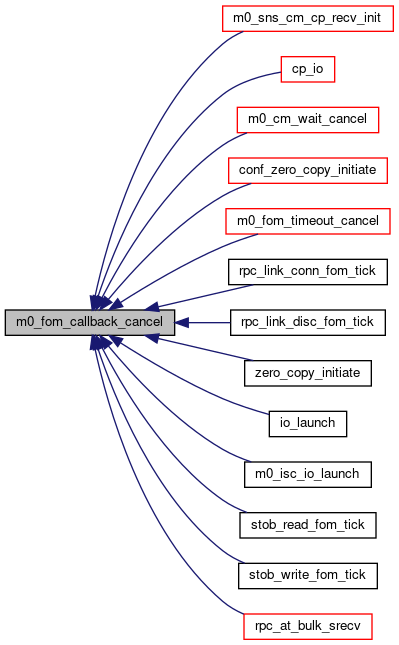 m0_sns_cm_cp_recv_init
cp_io
m0_cm_wait_cancel
conf_zero_copy_initiate
m0_fom_timeout_cancel
rpc_link_conn_fom_tick
m0_fom_callback_cancel
rpc_link_disc_fom_tick
zero_copy_initiate
io_launch
m0_isc_io_launch
stob_read_fom_tick
stob_write_fom_tick
rpc_at_bulk_srecv